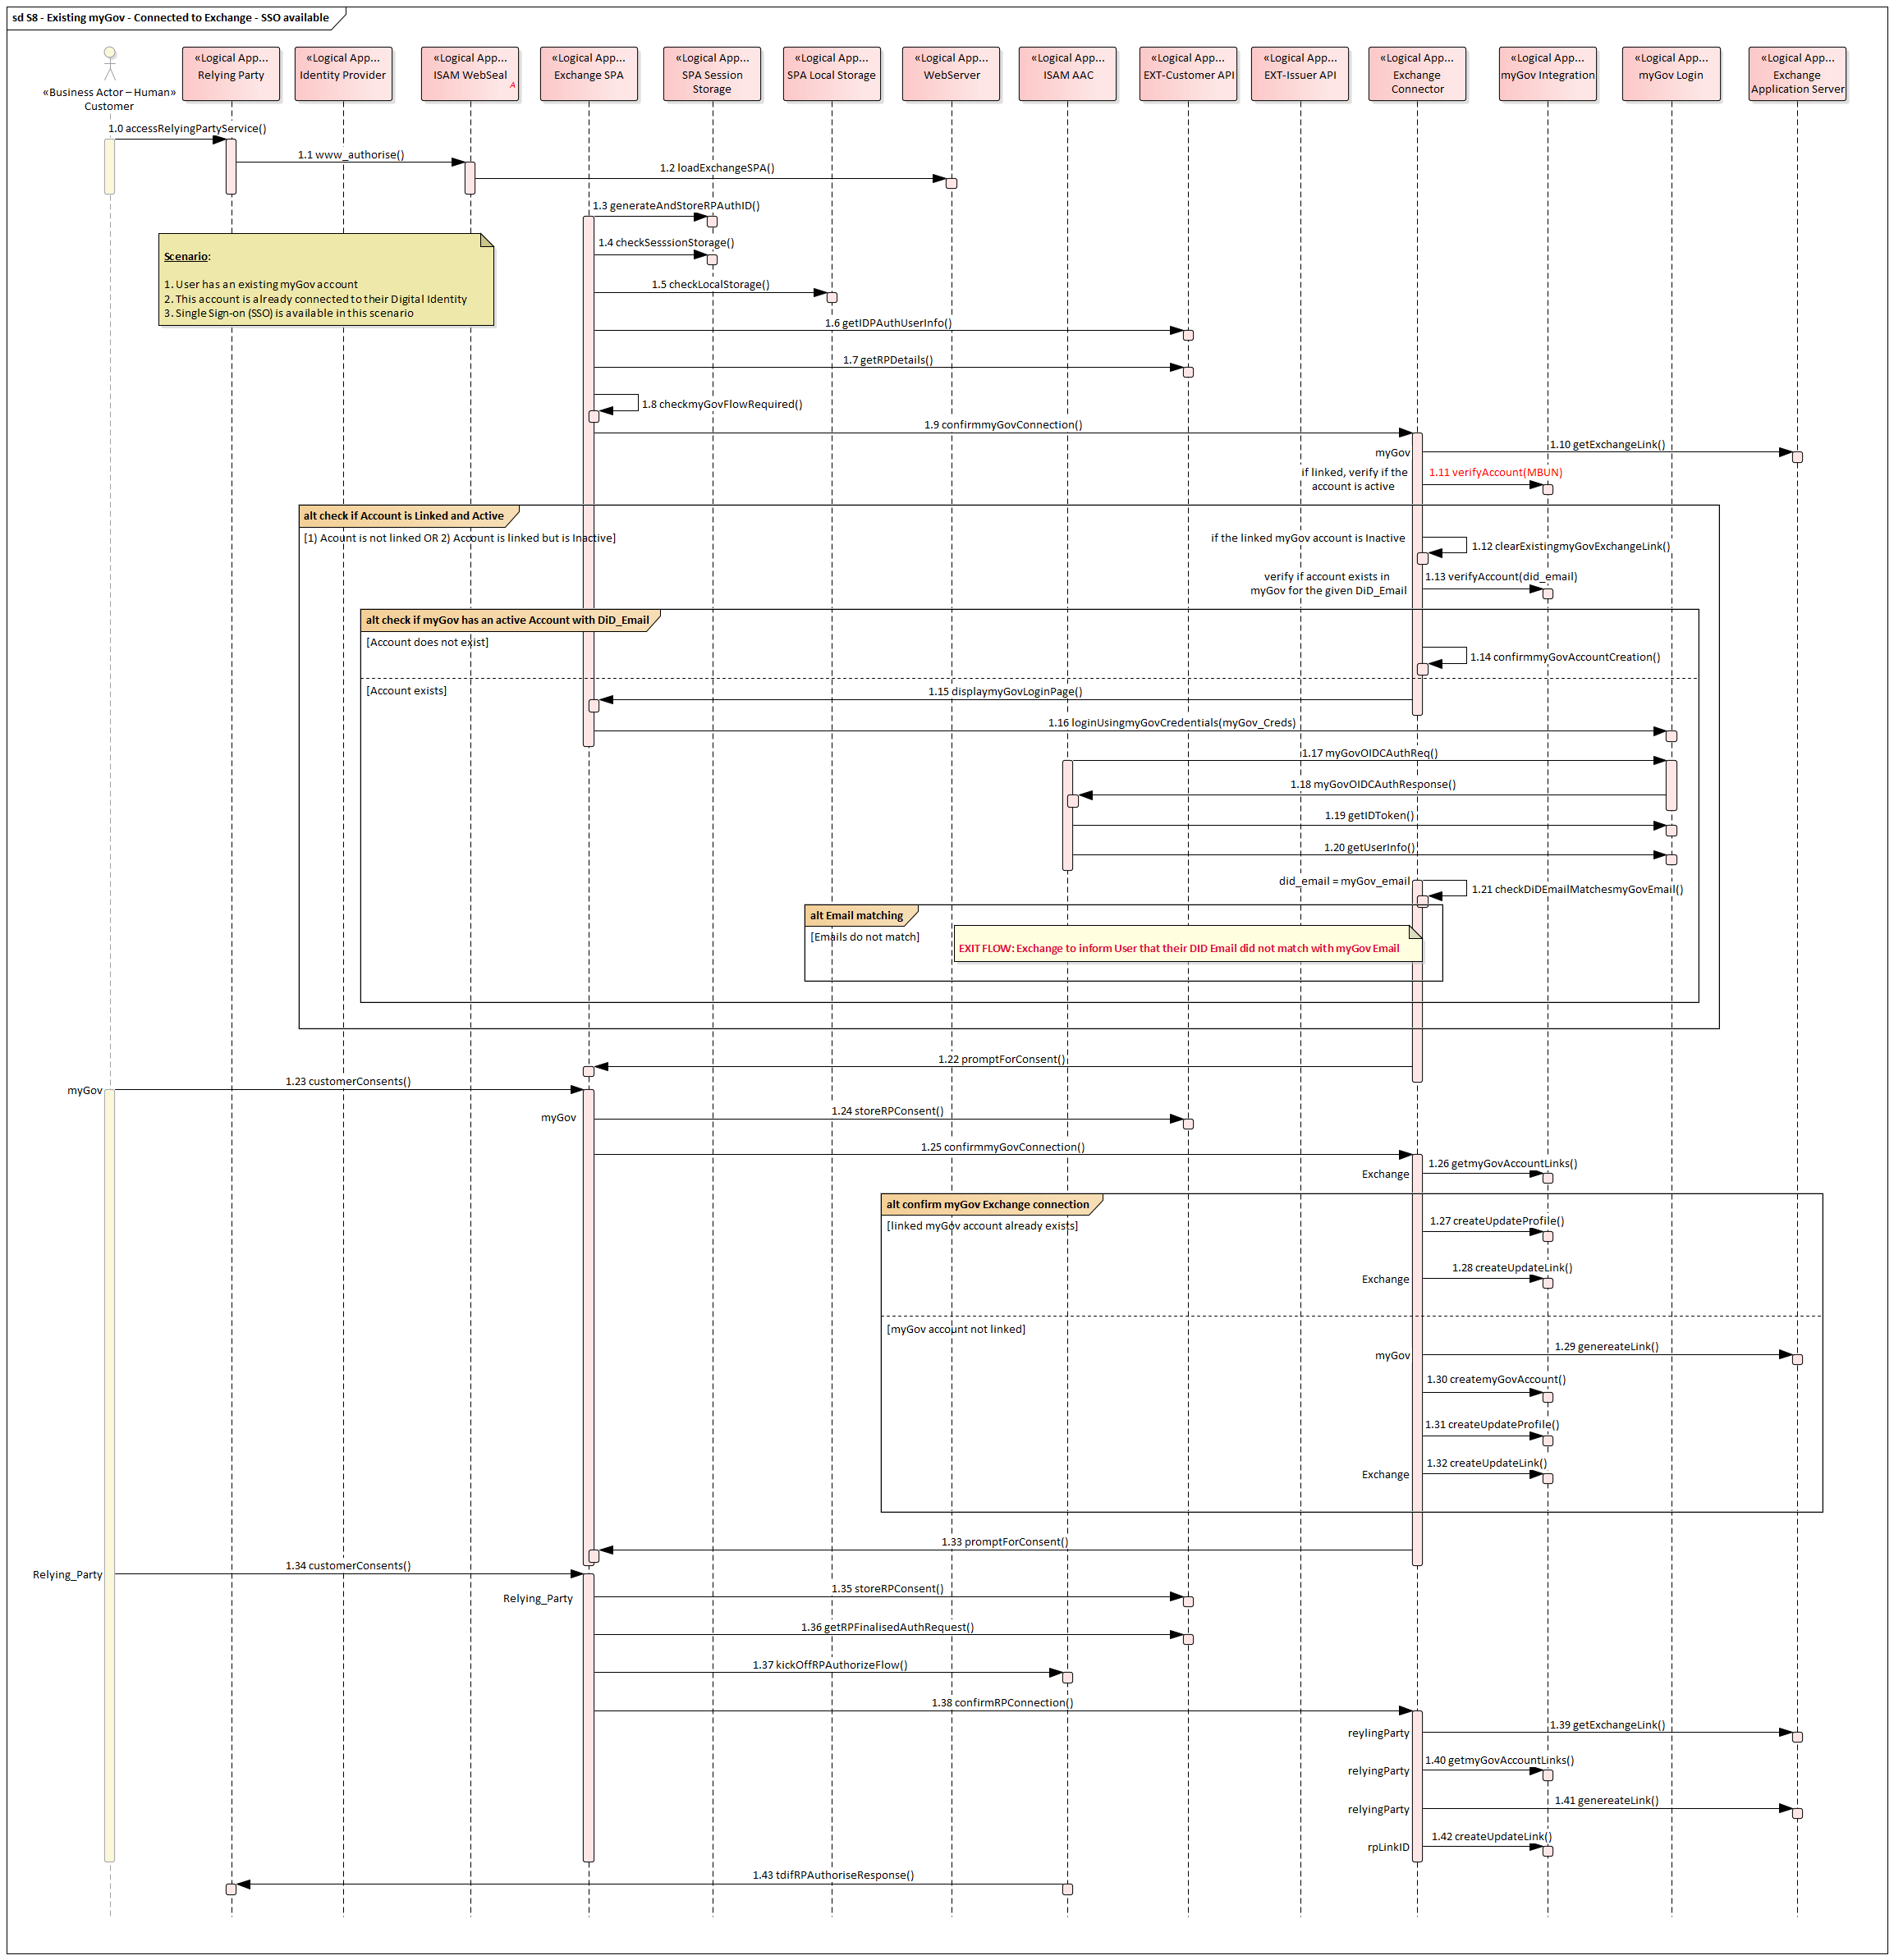 sd S8 - Existing myGov - Connected to Exchange - SSO available
«Business Actor – Human»
Customer
«Logical App...
Relying Party
«Logical App...
Identity Provider
«Logical App...
ISAM WebSeal
A
«Logical App...
Exchange SPA
«Logical App...
SPA Session
Storage
«Logical App...
SPA Local Storage
«Logical App...
WebServer
«Logical App...
ISAM AAC
«Logical App...
EXT-Customer API
«Logical App...
EXT-Issuer API
«Logical App...
Exchange
Connector
«Logical App...
myGov Integration
«Logical App...
myGov Login
«Logical App...
Exchange
Application Server
1.0 accessRelyingPartyService()
1.1 www_authorise()
1.2 loadExchangeSPA()
1.3 generateAndStoreRPAuthID()
1.4 checkSesssionStorage()
Scenario:
1. User has an existing myGov account
2. This account is already connected to their Digital Identity
3. Single Sign-on (SSO) is available in this scenario
1.5 checkLocalStorage()
1.6 getIDPAuthUserInfo()
1.7 getRPDetails()
1.8 checkmyGovFlowRequired()
1.9 confirmmyGovConnection()
myGov
1.10 getExchangeLink()
if linked, verify if the
account is active
1.11 verifyAccount(MBUN)
alt check if Account is Linked and Active
[1) Acount is not linked OR 2) Account is linked but is Inactive]
if the linked myGov account is Inactive
1.12 clearExistingmyGovExchangeLink()
verify if account exists in
myGov for the given DiD_Email
1.13 verifyAccount(did_email)
alt check if myGov has an active Account with DiD_Email
[Account does not exist]
1.14 confirmmyGovAccountCreation()
[Account exists]
1.15 displaymyGovLoginPage()
1.16 loginUsingmyGovCredentials(myGov_Creds)
1.17 myGovOIDCAuthReq()
1.18 myGovOIDCAuthResponse()
1.19 getIDToken()
1.20 getUserInfo()
did_email = myGov_email
1.21 checkDiDEmailMatchesmyGovEmail()
alt Email matching
[Emails do not match]
EXIT FLOW: Exchange to inform User that their DID Email did not match with myGov Email
1.22 promptForConsent()
myGov
1.23 customerConsents()
myGov
1.24 storeRPConsent()
1.25 confirmmyGovConnection()
Exchange
1.26 getmyGovAccountLinks()
alt confirm myGov Exchange connection
[linked myGov account already exists]
1.27 createUpdateProfile()
Exchange
1.28 createUpdateLink()
[myGov account not linked]
myGov
1.29 genereateLink()
1.30 createmyGovAccount()
1.31 createUpdateProfile()
Exchange
1.32 createUpdateLink()
1.33 promptForConsent()
Relying_Party
1.34 customerConsents()
Relying_Party
1.35 storeRPConsent()
1.36 getRPFinalisedAuthRequest()
1.37 kickOffRPAuthorizeFlow()
1.38 confirmRPConnection()
reylingParty
1.39 getExchangeLink()
relyingParty
1.40 getmyGovAccountLinks()
relyingParty
1.41 genereateLink()
rpLinkID
1.42 createUpdateLink()
1.43 tdifRPAuthoriseResponse()